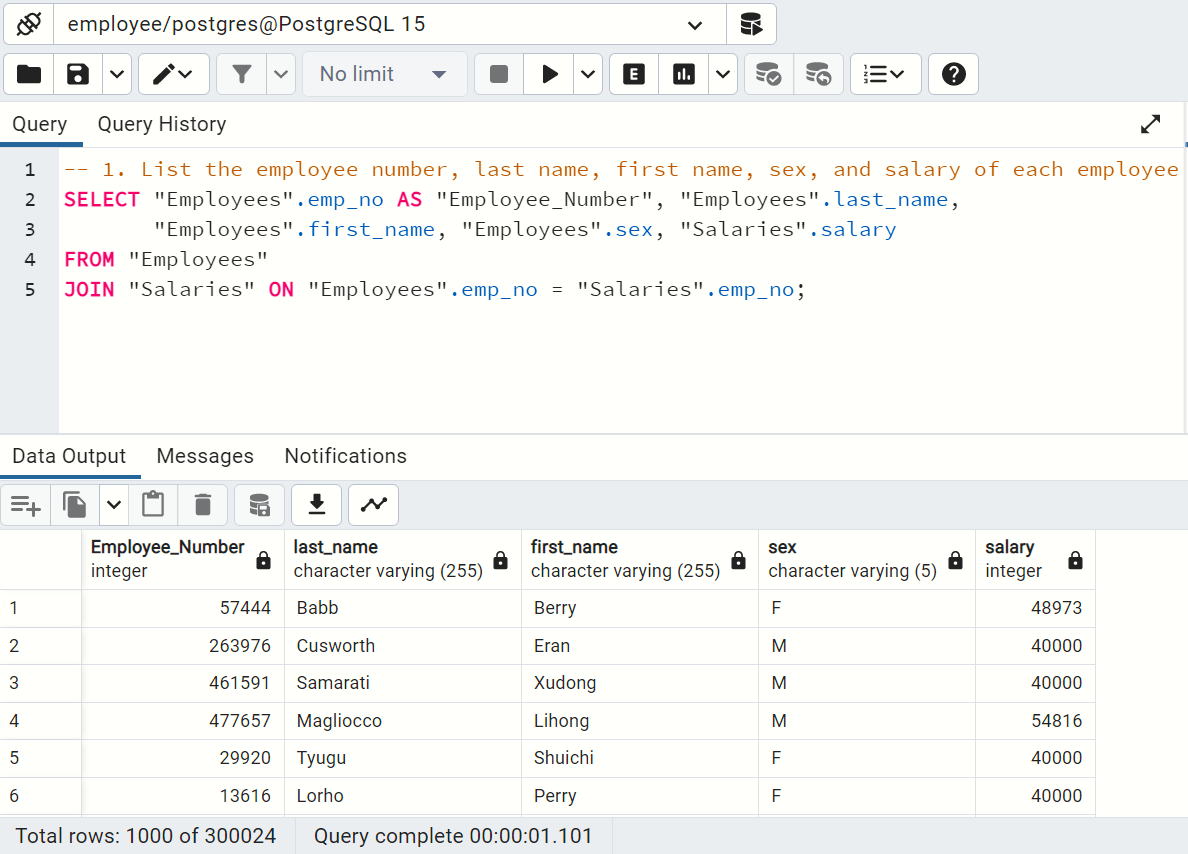 employee/postgres@PostgreSQL 15
No limit
E
Query Query History
1 -- 1. List the employee number, last name, first name, sex, and salary of each employee
2 SELECT "Employees".emp_no AS "Employee_Number", "Employees".last_name,
3 "Employees".first_name, "Employees".sex, "Salaries".salary
4 FROM "Employees"
5 JOIN "Salaries" ON "Employees".emp_no = "Salaries".emp_no;
Data Output Messages Notifications
Employee_Number last_name first_name sex salary
integer character varying (255) character varying (255) character varying (5) integer
1 57444 Babb Berry F 48973
2 263976 Cusworth Eran M 40000
3 461591 Samarati Xudong M 40000
4 477657 Magliocco Lihong M 54816
5 29920 Tyugu Shuichi F 40000
6 13616 Lorho Perry F 40000
Total rows: 1000 of 300024 Query complete 00:00:01.101